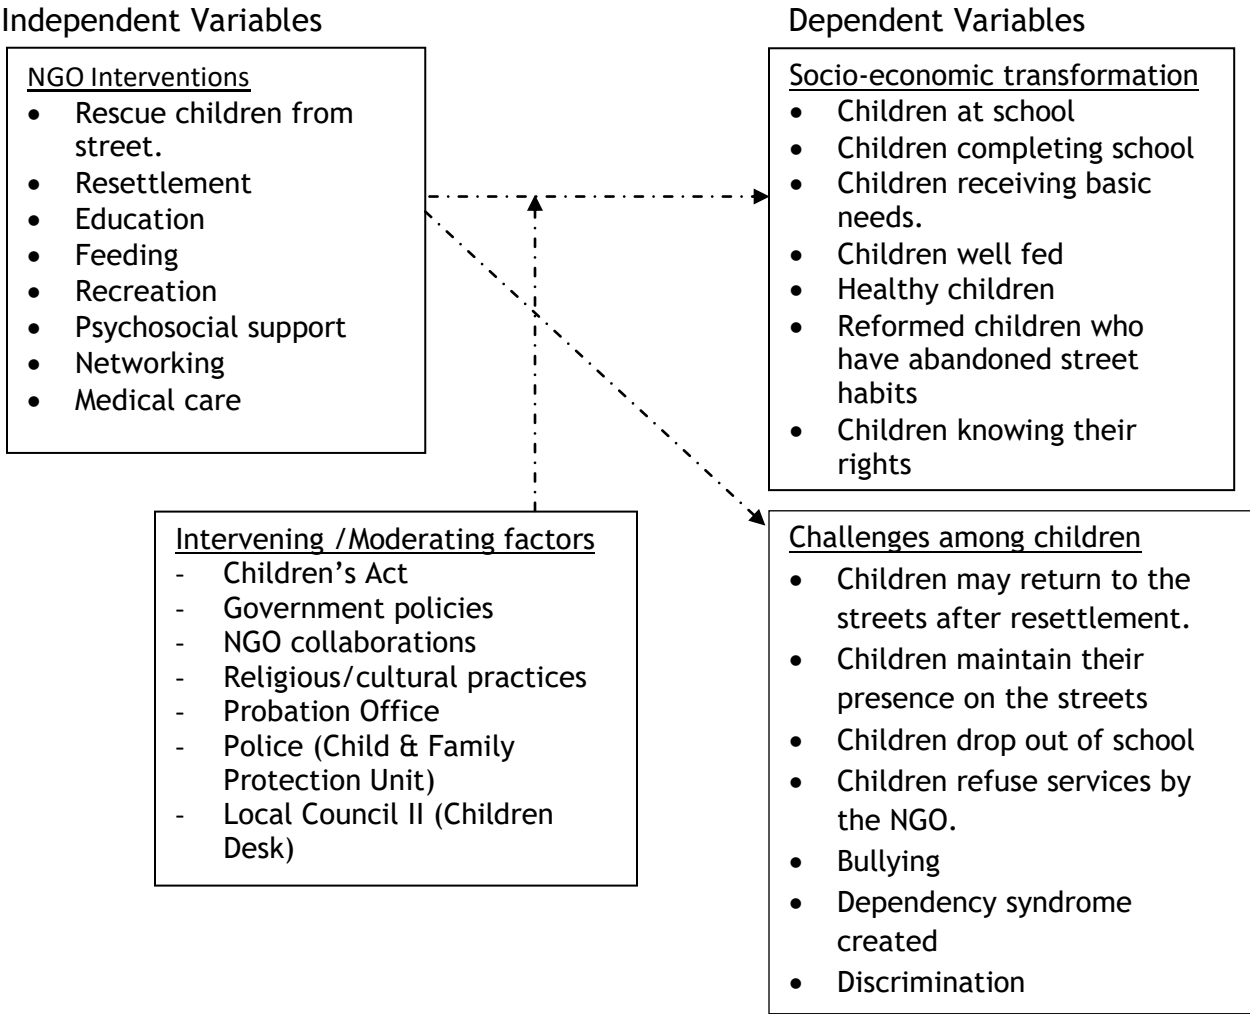 Independent Variables
Dependent Variables
NGO Interventions
• Rescue children from
street.
• Resettlement
• Education
• Feeding
• Recreation
• Psychosocial support
• Networking
• Medical care
Socio-economic transformation
• Children at school
• Children completing school
• Children receiving basic
needs.
• Children well fed
• Healthy children
• Reformed children who
have abandoned street
habits
• Children knowing their
rights
Intervening /Moderating factors
- Children’s Act
- Government policies
- NGO collaborations
- Religious/cultural practices
- Probation Office
- Police (Child & Family
Protection Unit)
- Local Council II (Children
Desk)
Challenges among children
• Children may return to the
streets after resettlement.
• Children maintain their
presence on the streets
• Children drop out of school
• Children refuse services by
the NGO.
• Bullying
• Dependency syndrome
created
• Discrimination